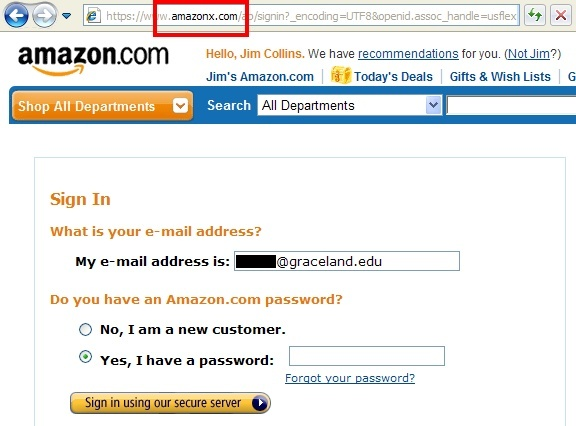 https://www.amazonx.com/ap/signin?_encoding=UTF8&openid.assoc_handle=usflex
amazon.com
Hello, Jim Collins. We have recommendations for you. (Not Jim?)
Jim's Amazon.com Today's Deals Gifts & Wish Lists G
Shop All Departments Search All Departments
Sign In
What is your e-mail address?
My e-mail address is: @graceland.edu
Do you have an Amazon.com password?
No, I am a new customer.
Yes, I have a password:
Forgot your password?
Sign in using our secure server